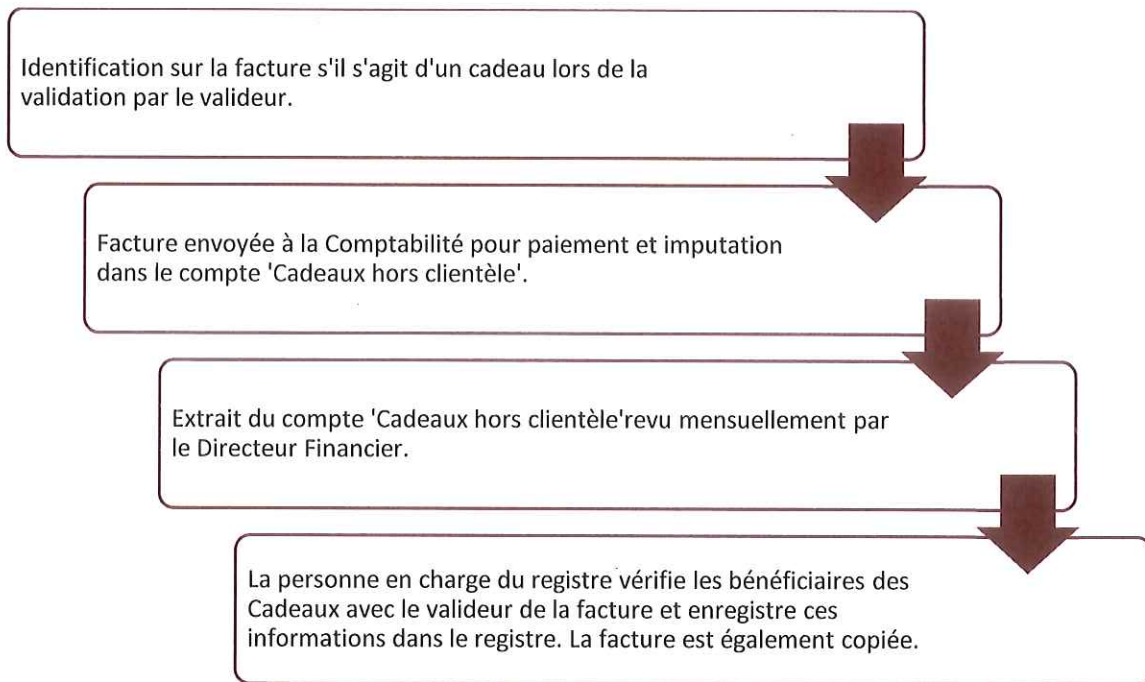 Identification sur la facture s'il s'agit d'un cadeau lors de la
validation par le valideur.
Facture envoyée à la Comptabilité pour paiement et imputation
dans le compte 'Cadeaux hors clientèle'.
Extrait du compte 'Cadeaux hors clientèle'revu mensuellement par
le Directeur Financier.
La personne en charge du registre vérifie les bénéficiaires des
Cadeaux avec le valideur de la facture et enregistre ces
informations dans le registre. La facture est également copiée.